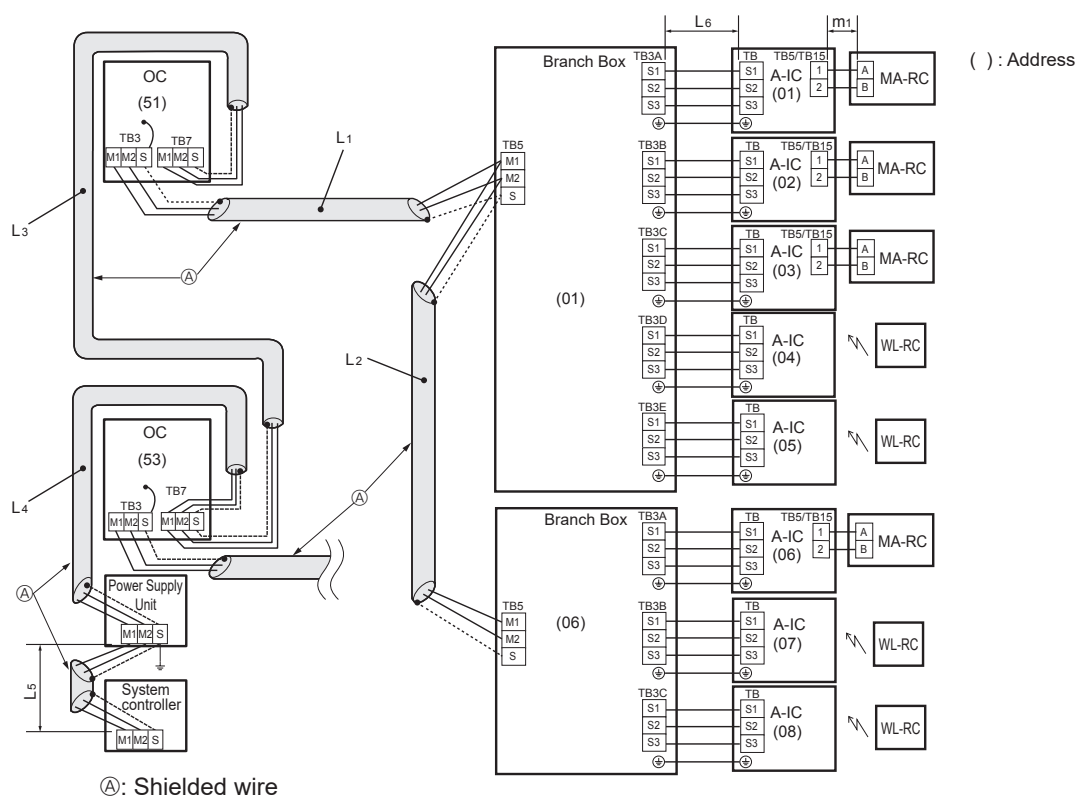 OC
(51)
TB3 TB7
M1 M2 S M1 M2 S
L1
L3
Ⓐ
OC
(53)
TB3 TB7
M1 M2 S M1 M2 S
L4
Ⓐ
Power Supply
Unit
M1 M2 S
L5
System
controller
M1 M2 S
Ⓐ: Shielded wire
L2
Ⓐ
L6
m1
( ) : Address
Branch Box
(01)
TB5
M1
M2
S
TB3A
S1
S2
S3
TB
S1
S2
S3
TB5/TB15
A-IC
(01)
1
2
A
B
MA-RC
TB3B
S1
S2
S3
TB
S1
S2
S3
TB5/TB15
A-IC
(02)
1
2
A
B
MA-RC
TB3C
S1
S2
S3
TB
S1
S2
S3
TB5/TB15
A-IC
(03)
1
2
A
B
MA-RC
TB3D
S1
S2
S3
TB
S1
S2
S3
A-IC
(04)
WL-RC
TB3E
S1
S2
S3
TB
S1
S2
S3
A-IC
(05)
WL-RC
Branch Box
(06)
TB5
M1
M2
S
TB3A
S1
S2
S3
TB
S1
S2
S3
TB5/TB15
A-IC
(06)
1
2
A
B
MA-RC
TB3B
S1
S2
S3
TB
S1
S2
S3
A-IC
(07)
WL-RC
TB3C
S1
S2
S3
TB
S1
S2
S3
A-IC
(08)
WL-RC